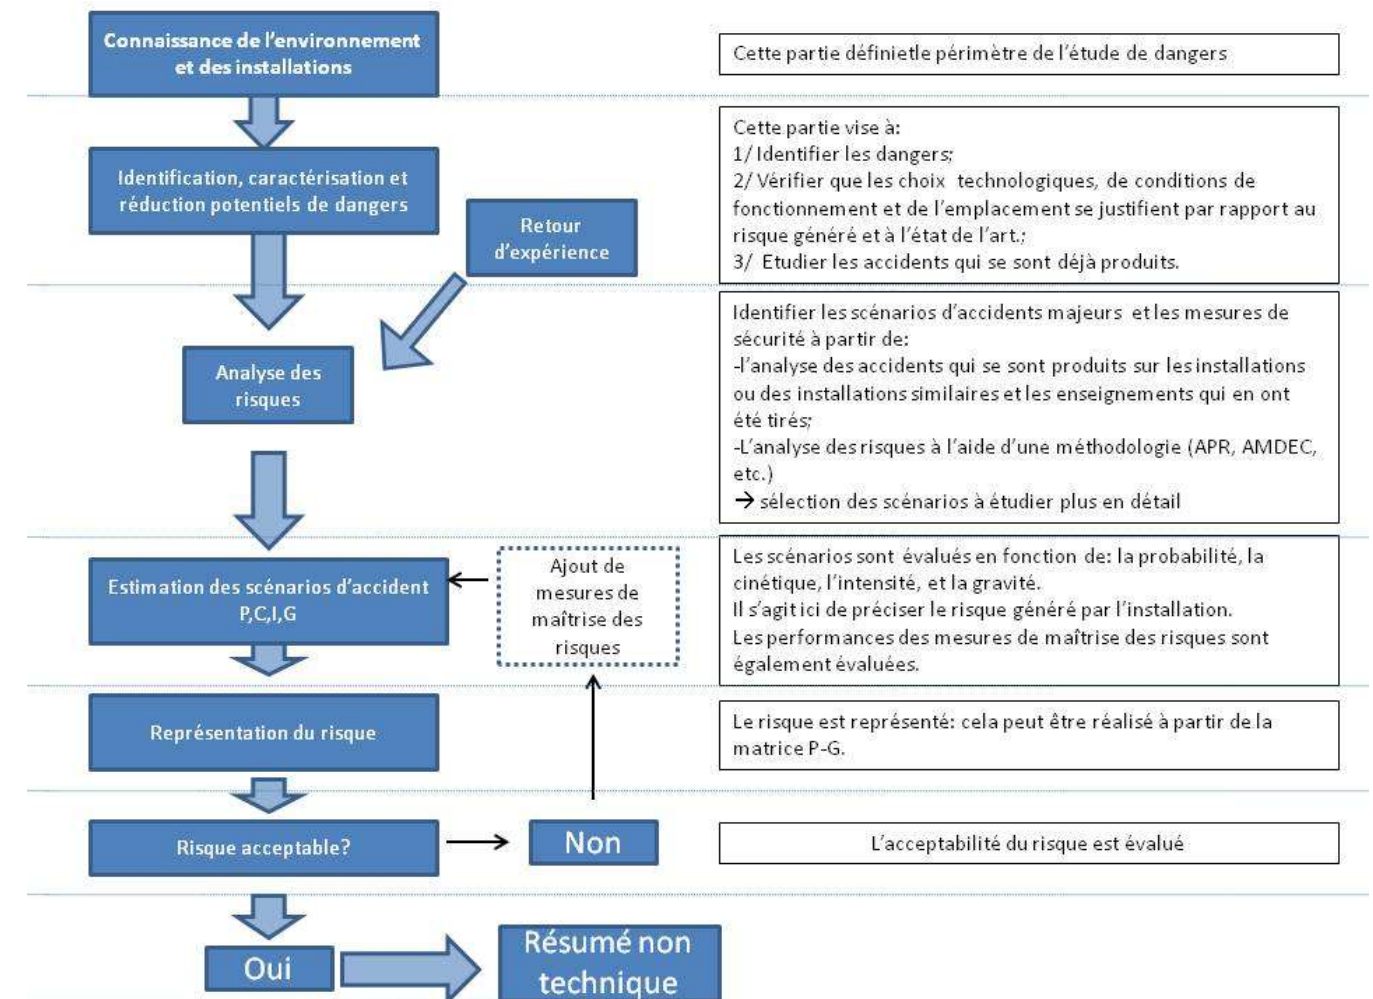 Connaissance de l'environnement
et des installations
Cette partie définietle périmètre de l'étude de dangers
Identification, caractérisation et
réduction potentiels de dangers
Retour
d'expérience
Cette partie vise à:
1/ Identifier les dangers;
2/ Vérifier que les choix technologiques, de conditions de
fonctionnement et de l'emplacement se justifient par rapport au
risque généré et à l'état de l'art.;
3/ Etudier les accidents qui se sont déjà produits.
Analyse des
risques
Identifier les scénarios d'accidents majeurs et les mesures de
sécurité à partir de:
-l'analyse des accidents qui se sont produits sur les installations
ou des installations similaires et les enseignements qui en ont
été tirés;
-L'analyse des risques à l'aide d'une méthodologie (APR, AMDEC,
etc.)
→ sélection des scénarios à étudier plus en détail
Estimation des scénarios d'accident
P,C,I,G
Ajout de
mesures de
maîtrise des
risques
Les scénarios sont évalués en fonction de: la probabilité, la
cinétique, l'intensité, et la gravité.
Il s'agit ici de préciser le risque généré par l'installation.
Les performances des mesures de maîtrise des risques sont
également évaluées.
Représentation du risque
Le risque est représenté: cela peut être réalisé à partir de la
matrice P-G.
Risque acceptable?
Non
L'acceptabilité du risque est évalué
Oui
Résumé non
technique